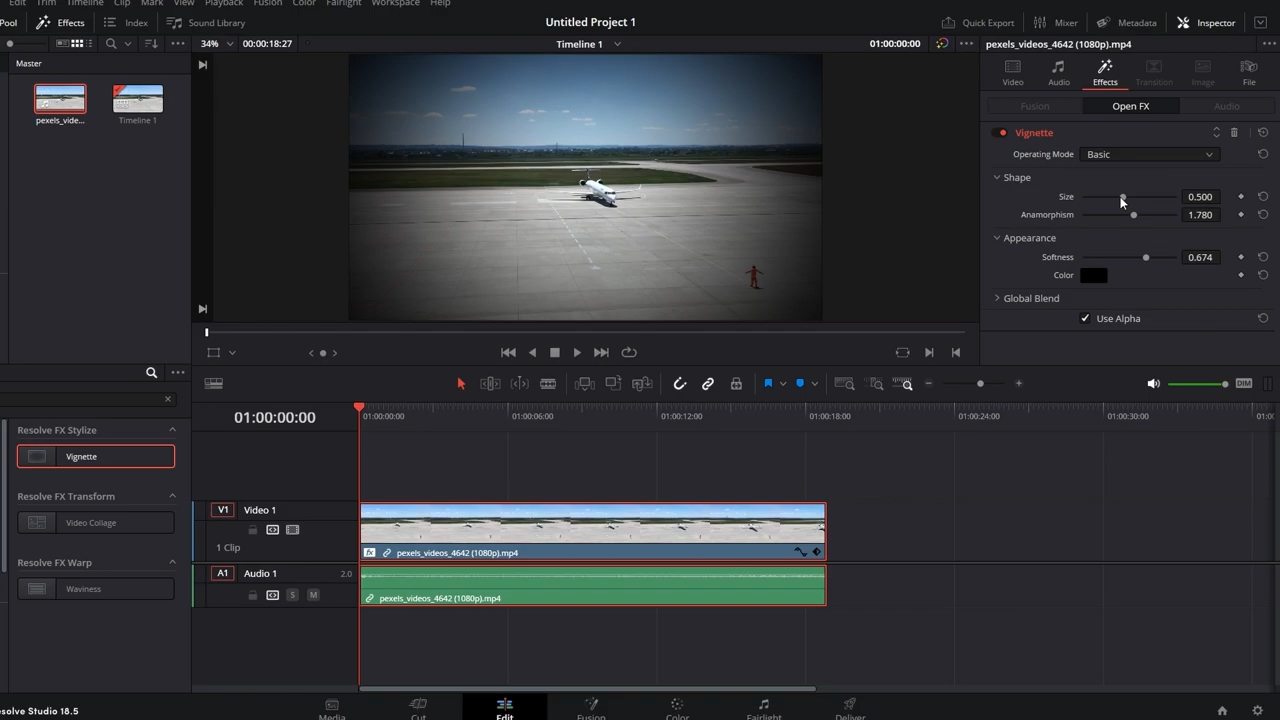 Edit Trim Timeline Clip Mark View Playback Fusion Color Fairlight Workspace Help
Pool Effects Index Sound Library Untitled Project 1 Quick Export Mixer Metadata Inspector
34% 00:00:18:27 Timeline 1 01:00:00:00 pexels_videos_4642 (1080p).mp4
Master
Video Audio Effects Transition Image File
pexels_vide... Timeline 1
Fusion Open FX Audio
Vignette
Operating Mode Basic
Shape
Size 0.500
Anamorphism 1.780
Appearance
Softness 0.674
Color
Global Blend
Use Alpha
DIM
01:00:00:00 01:00:00:00 01:00:06:00 01:00:12:00 01:00:18:00 01:00:24:00 01:00:30:00
Resolve FX Stylize
Vignette
Resolve FX Transform
Video Collage
Resolve FX Warp
Waviness
V1 Video 1
1 Clip
fx pexels_videos_4642 (1080p).mp4
A1 Audio 1 2.0
S M
pexels_videos_4642 (1080p).mp4
Resolve Studio 18.5 Media Cut Edit Fusion Color Fairlight Deliver